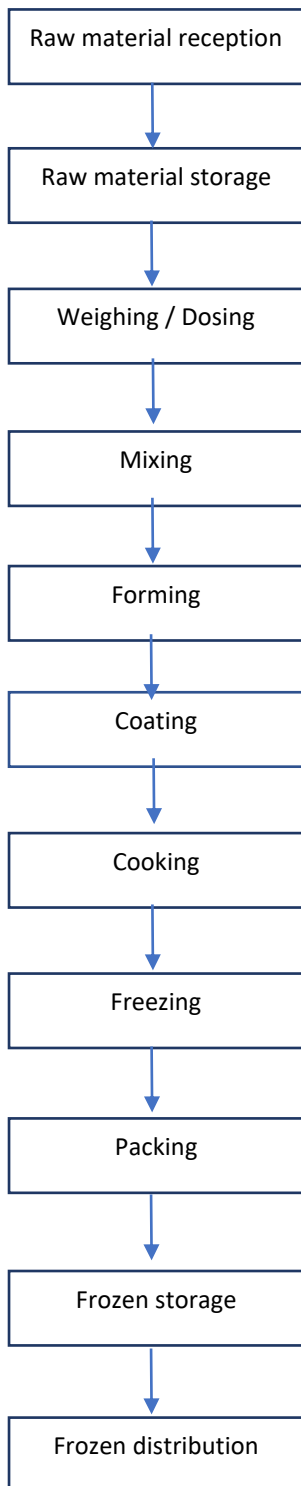 Raw material reception
Raw material storage
Weighing / Dosing
Mixing
Forming
Coating
Cooking
Freezing
Packing
Frozen storage
Frozen distribution